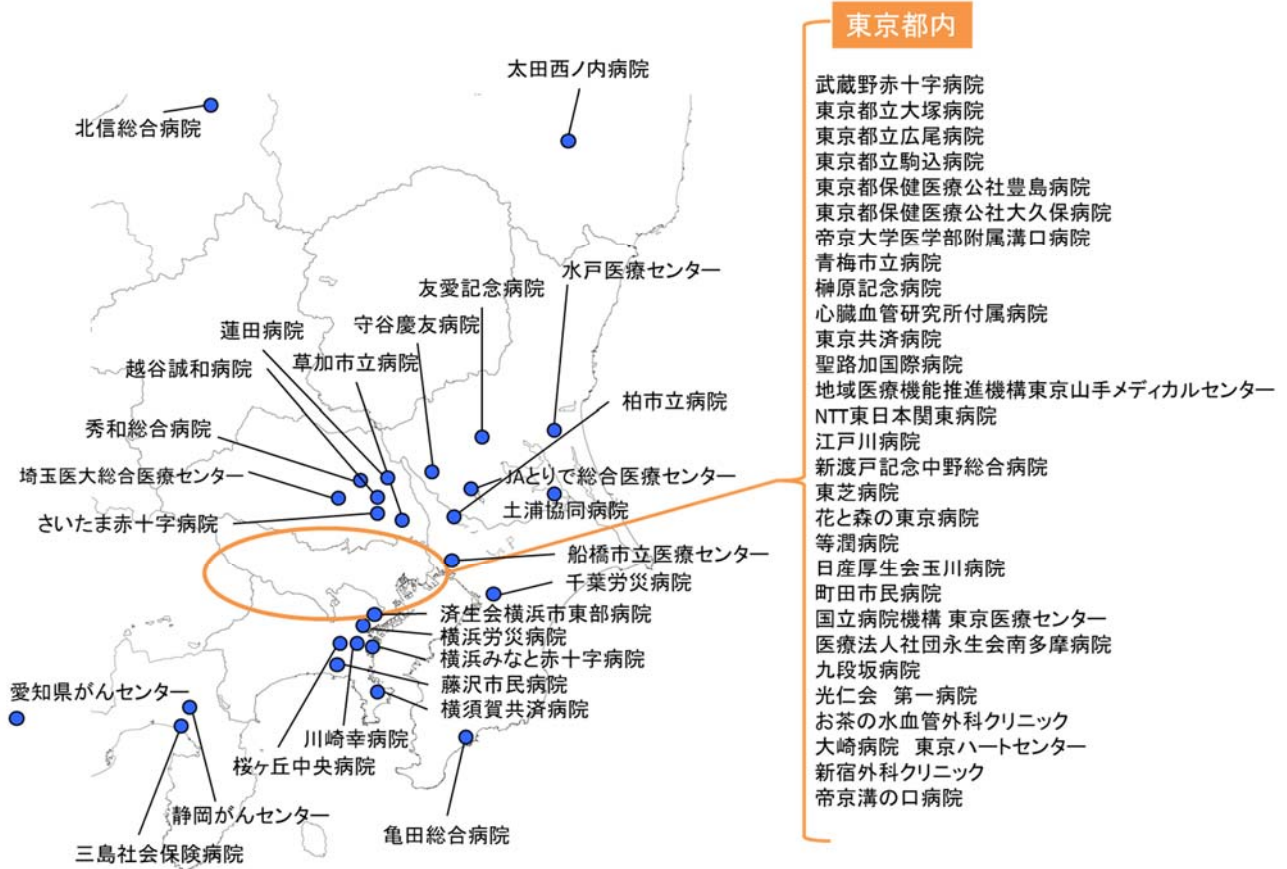 東京都内
太田西ノ内病院
北信総合病院
水戸医療センター
友愛記念病院
守谷慶友病院
蓮田病院
草加市立病院
越谷誠和病院
柏市立病院
秀和総合病院
埼玉医大総合医療センター
JAとりで総合医療センター
土浦協同病院
さいたま赤十字病院
船橋市立医療センター
千葉労災病院
済生会横浜市東部病院
横浜労災病院
横浜みなと赤十字病院
藤沢市民病院
横須賀共済病院
愛知県がんセンター
川崎幸病院
桜ヶ丘中央病院
静岡がんセンター
亀田総合病院
三島社会保険病院
武蔵野赤十字病院
東京都立大塚病院
東京都立広尾病院
東京都立駒込病院
東京都保健医療公社豊島病院
東京都保健医療公社大久保病院
帝京大学医学部附属溝口病院
青梅市立病院
榊原記念病院
心臓血管研究所付属病院
東京共済病院
聖路加国際病院
地域医療機能推進機構東京山手メディカルセンター
NTT東日本関東病院
江戸川病院
新渡戸記念中野総合病院
東芝病院
花と森の東京病院
等潤病院
日産厚生会玉川病院
町田市民病院
国立病院機構 東京医療センター
医療法人社団永生会南多摩病院
九段坂病院
光仁会　第一病院
お茶の水血管外科クリニック
大崎病院　東京ハートセンター
新宿外科クリニック
帝京溝の口病院